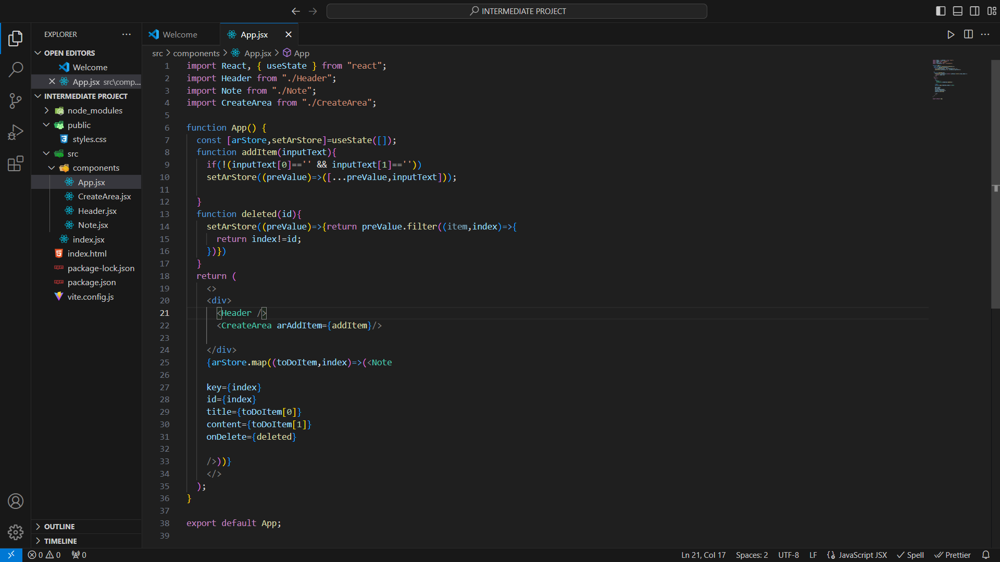 INTERMEDIATE PROJECT
EXPLORER
OPEN EDITORS
Welcome
App.jsx src\comp...
INTERMEDIATE PROJECT
node_modules
public
styles.css
src
components
App.jsx
CreateArea.jsx
Header.jsx
Note.jsx
index.jsx
index.html
package-lock.json
package.json
vite.config.js
OUTLINE
TIMELINE
Welcome
App.jsx
src > components > App.jsx > App
1 import React, { useState } from "react";
2 import Header from "./Header";
3 import Note from "./Note";
4 import CreateArea from "./CreateArea";
5
6 function App() {
7 const [arStore,setArStore]=useState([]);
8 function addItem(inputText){
9 if(!(inputText[0]=='' && inputText[1]==''))
10 setArStore((preValue)=>([...preValue,inputText]));
11
12 }
13 function deleted(id){
14 setArStore((preValue)=>{return preValue.filter((item,index)=>{
15 return index!=id;
16 })})
17 }
18 return (
19 <>
20 <div>
21 <Header />
22 <CreateArea arAddItem={addItem}/>
23
24 </div>
25 {arStore.map((toDoItem,index)=>(<Note
26
27 key={index}
28 id={index}
29 title={toDoItem[0]}
30 content={toDoItem[1]}
31 onDelete={deleted}
32
33 />))}
34 </>
35 );
36 }
37
38 export default App;
39
0 0 0
Ln 21, Col 17 Spaces: 2 UTF-8 LF JavaScript JSX Spell Prettier